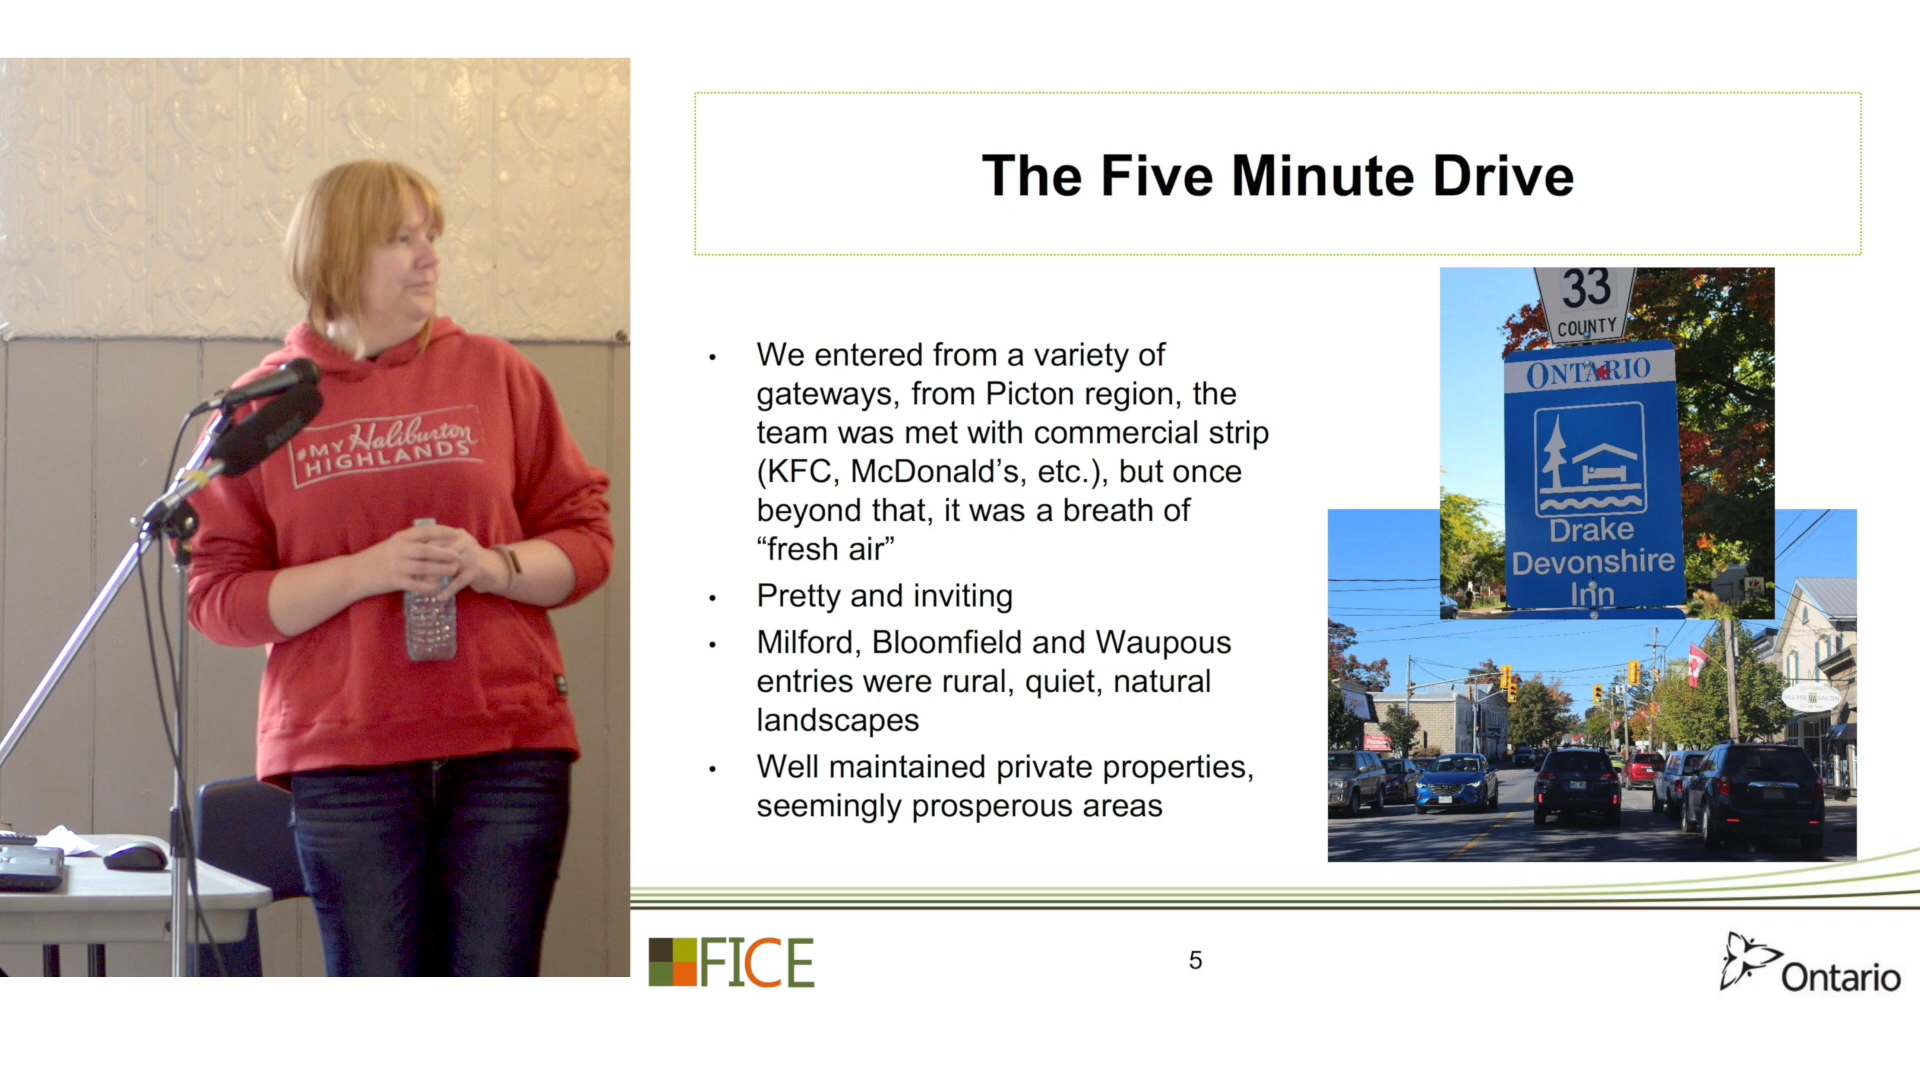 #MY Haliburton
HIGHLANDS
The Five Minute Drive
We entered from a variety of
gateways, from Picton region, the
team was met with commercial strip
(KFC, McDonald’s, etc.), but once
beyond that, it was a breath of
“fresh air”
Pretty and inviting
Milford, Bloomfield and Waupous
entries were rural, quiet, natural
landscapes
Well maintained private properties,
seemingly prosperous areas
33
COUNTY
ONTARIO
Drake
Devonshire
Inn
FICE
5
Ontario